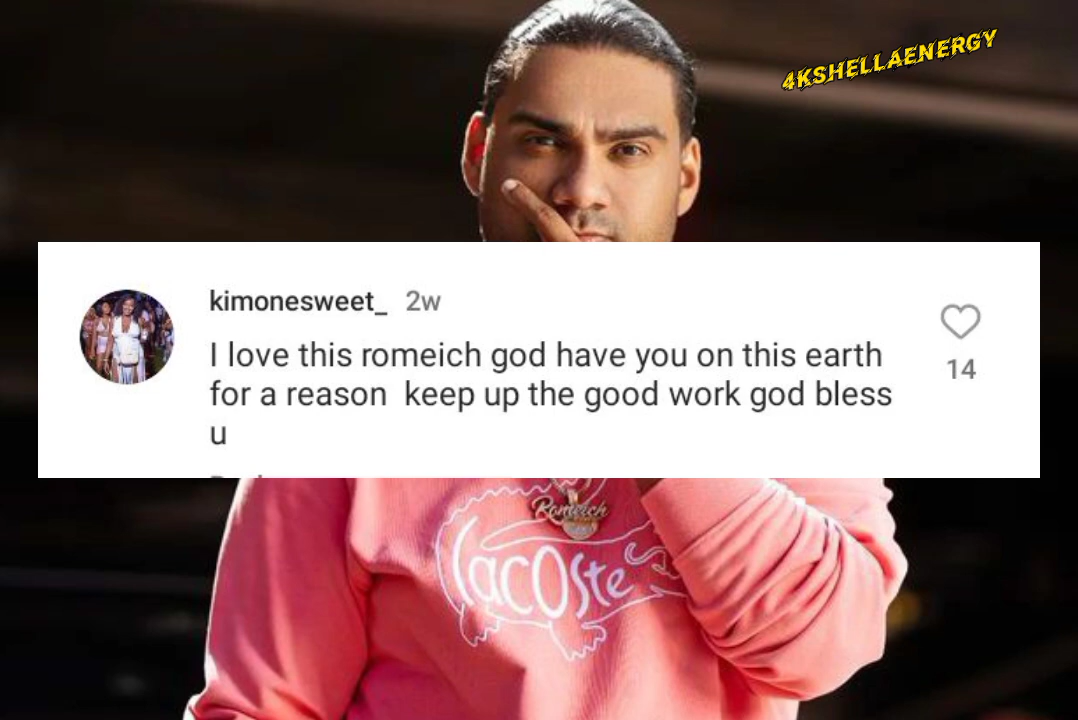 4KSHELLAENERGY
kimonesweet_ 2w
I love this romeich god have you on this earth
for a reason  keep up the good work god bless
u
14
Romeich
lacoste